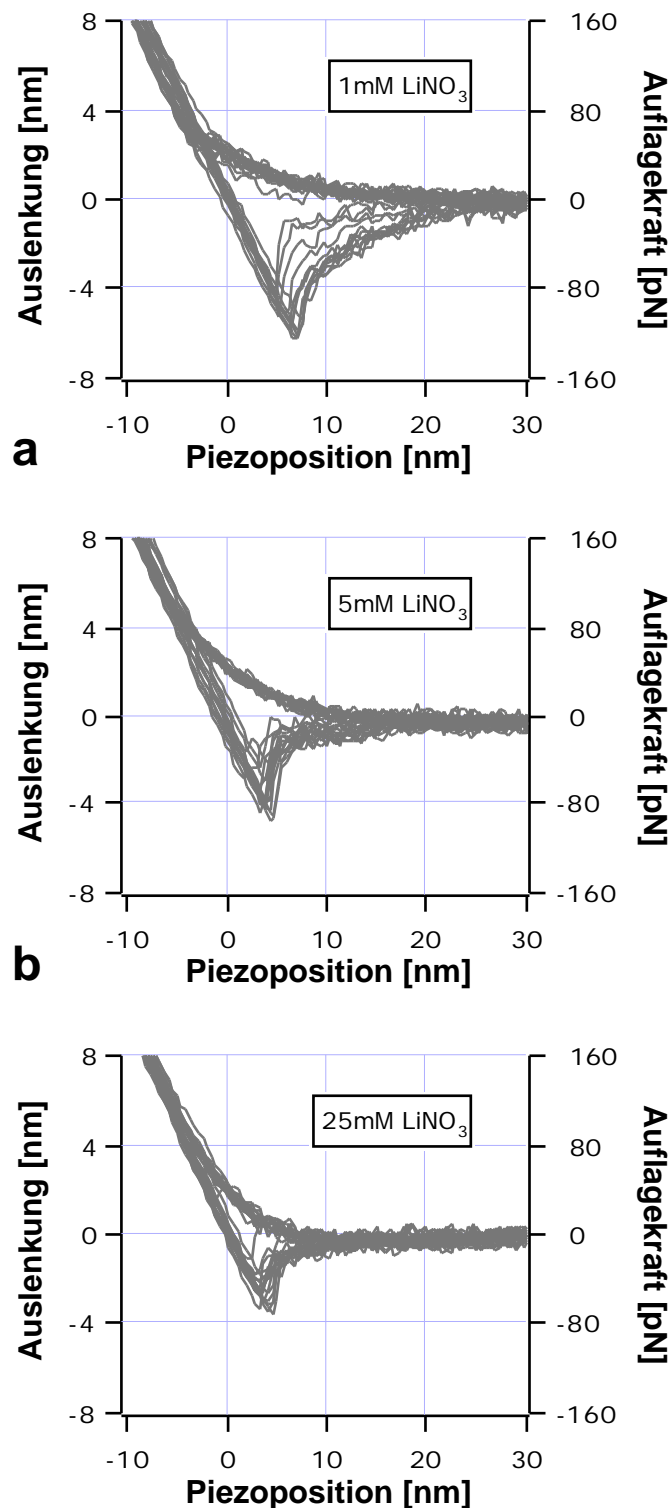 8
4
0
-4
-8
160
80
0
-80
-160
Auslenkung [nm]
Auflagekraft [pN]
1mM LiNO3
-10 0 10 20 30
Piezoposition [nm]
a
8
4
0
-4
-8
160
80
0
-80
-160
Auslenkung [nm]
Auflagekraft [pN]
5mM LiNO3
-10 0 10 20 30
Piezoposition [nm]
b
8
4
0
-4
-8
160
80
0
-80
-160
Auslenkung [nm]
Auflagekraft [pN]
25mM LiNO3
-10 0 10 20 30
Piezoposition [nm]